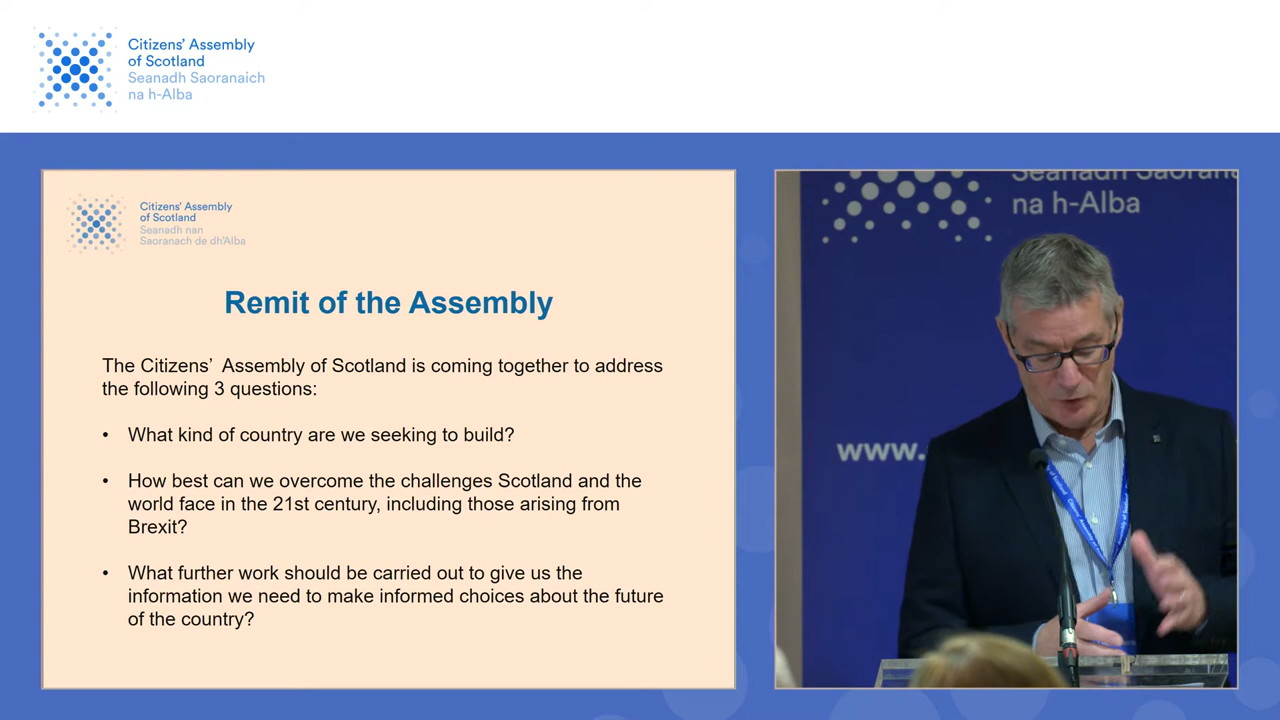 Citizens’ Assembly
of Scotland
Seanadh Saoranaich
na h-Alba
Citizens’ Assembly
of Scotland
Seanadh nan
Saoranach de dh’Alba
Remit of the Assembly
The Citizens’ Assembly of Scotland is coming together to address
the following 3 questions:
• What kind of country are we seeking to build?
• How best can we overcome the challenges Scotland and the
world face in the 21st century, including those arising from
Brexit?
• What further work should be carried out to give us the
information we need to make informed choices about the future
of the country?
Seanadh Saorana
na h-Alba
www.